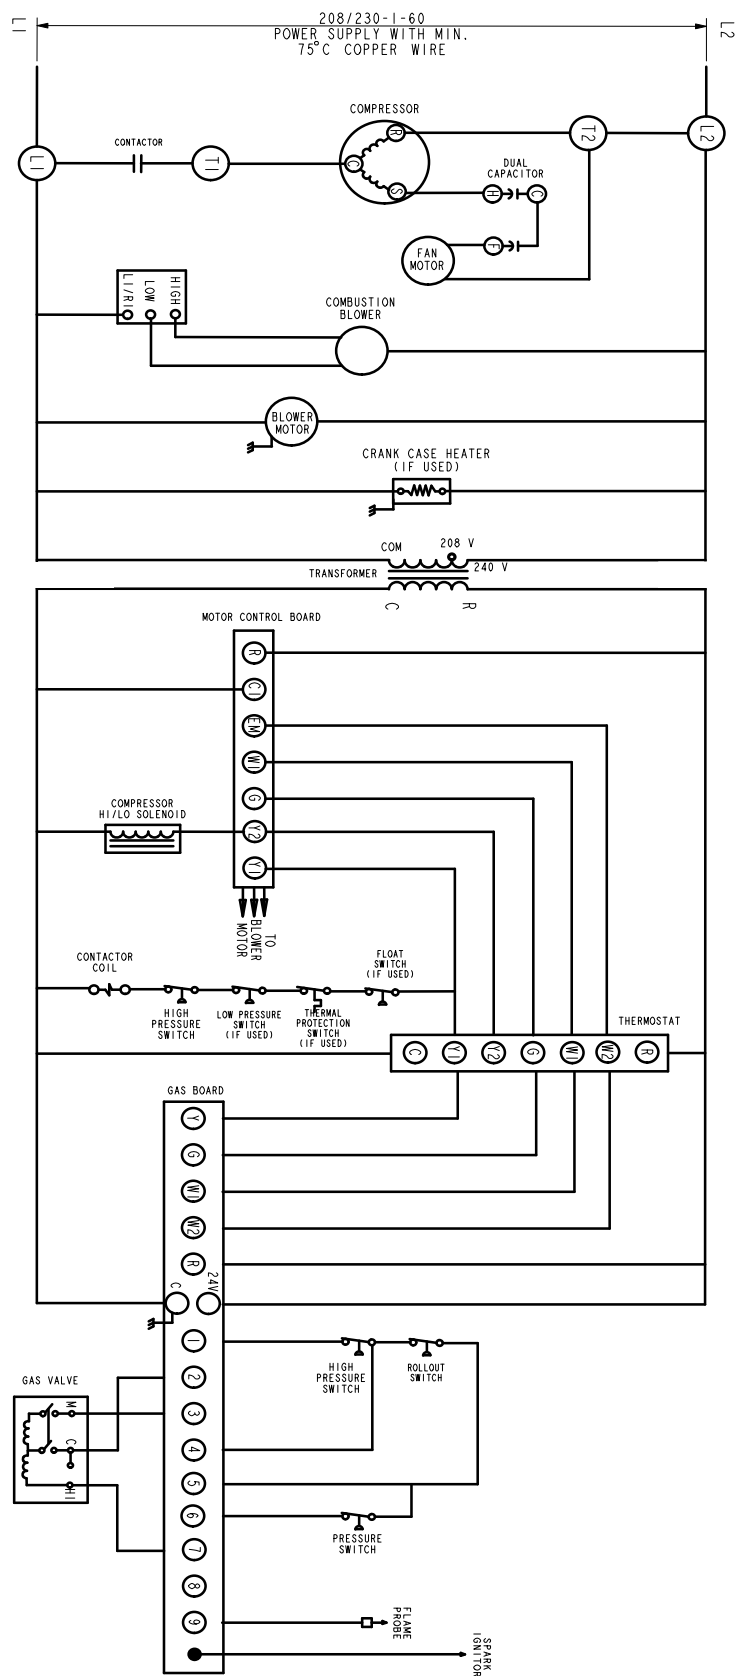 L1
208/230-1-60
POWER SUPPLY WITH MIN.
75°C COPPER WIRE
L2
COMPRESSOR
R
C
S
T2
L2
CONTACTOR
L1
T1
DUAL
CAPACITOR
H
C
F
FAN
MOTOR
L1/R1
LOW
HIGH
COMBUSTION
BLOWER
BLOWER
MOTOR
CRANK CASE HEATER
(IF USED)
COM
208 V
240 V
TRANSFORMER
C
R
MOTOR CONTROL BOARD
R
C1
EM
W1
G
Y2
Y1
COMPRESSOR
HI/LO SOLENOID
TO
BLOWER
MOTOR
CONTACTOR
COIL
HIGH
PRESSURE
SWITCH
LOW PRESSURE
SWITCH
(IF USED)
THERMAL
PROTECTION
SWITCH
(IF USED)
FLOAT
SWITCH
(IF USED)
THERMOSTAT
C
Y1
Y2
G
W1
W2
R
GAS BOARD
Y
G
W1
W2
R
C
24V
1
2
3
4
5
6
7
8
9
HIGH
PRESSURE
SWITCH
ROLLOUT
SWITCH
GAS VALVE
M
C
HI
PRESSURE
SWITCH
FLAME
PROBE
SPARK
IGNITOR